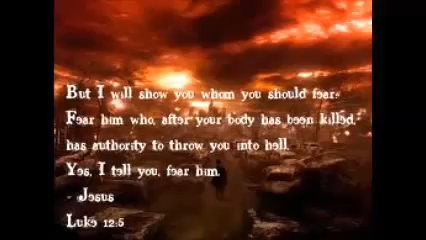 But I will show you whom you should fear:
Fear him who, after your body has been killed,
has authority to throw you into hell.
Yes, I tell you, fear him.
- Jesus
Luke 12:5